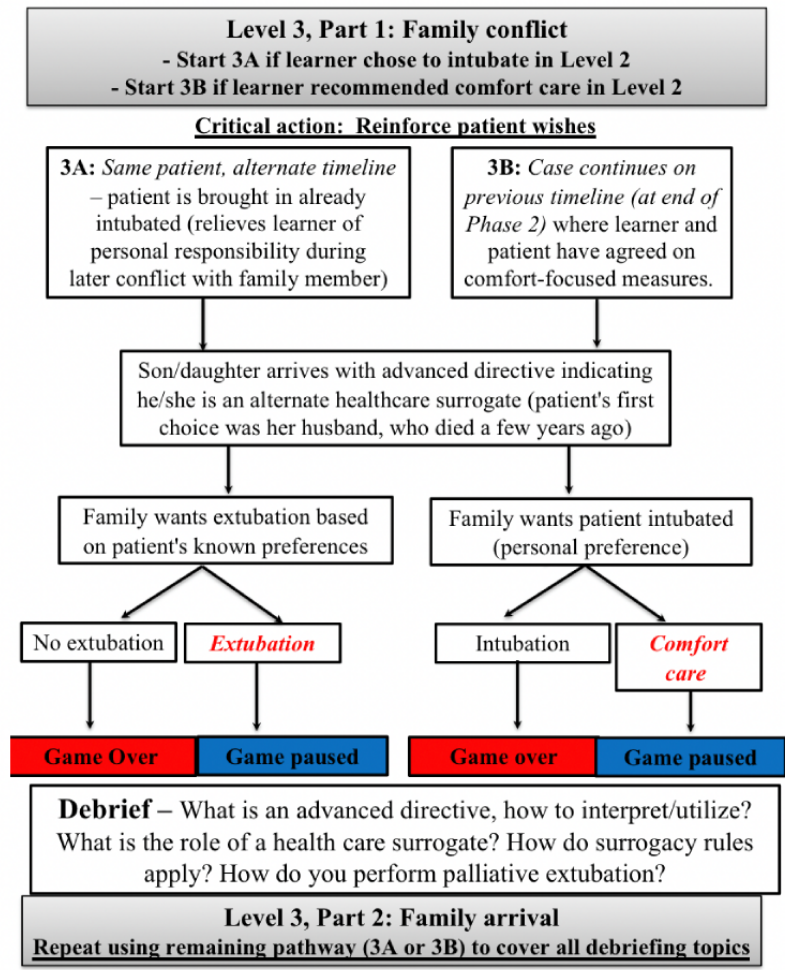 Level 3, Part 1: Family conflict
- Start 3A if learner chose to intubate in Level 2
- Start 3B if learner recommended comfort care in Level 2
Critical action: Reinforce patient wishes
3A: Same patient, alternate timeline
– patient is brought in already
intubated (relieves learner of
personal responsibility during
later conflict with family member)
3B: Case continues on
previous timeline (at end of
Phase 2) where learner and
patient have agreed on
comfort-focused measures.
Son/daughter arrives with advanced directive indicating
he/she is an alternate healthcare surrogate (patient's first
choice was her husband, who died a few years ago)
Family wants extubation based
on patient's known preferences
Family wants patient intubated
(personal preference)
No extubation
Extubation
Intubation
Comfort
care
Game Over
Game paused
Game over
Game paused
Debrief – What is an advanced directive, how to interpret/utilize?
What is the role of a health care surrogate? How do surrogacy rules
apply? How do you perform palliative extubation?
Level 3, Part 2: Family arrival
Repeat using remaining pathway (3A or 3B) to cover all debriefing topics